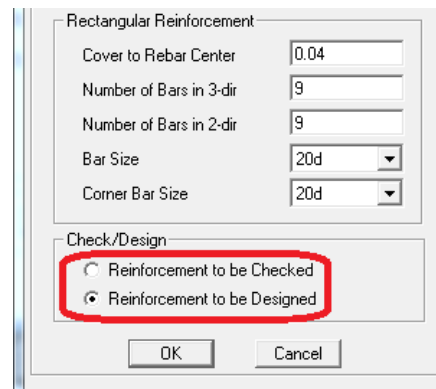 Rectangular Reinforcement
Cover to Rebar Center 0.04
Number of Bars in 3-dir 9
Number of Bars in 2-dir 9
Bar Size 20d
Corner Bar Size 20d
Check/Design
Reinforcement to be Checked
Reinforcement to be Designed
OK Cancel